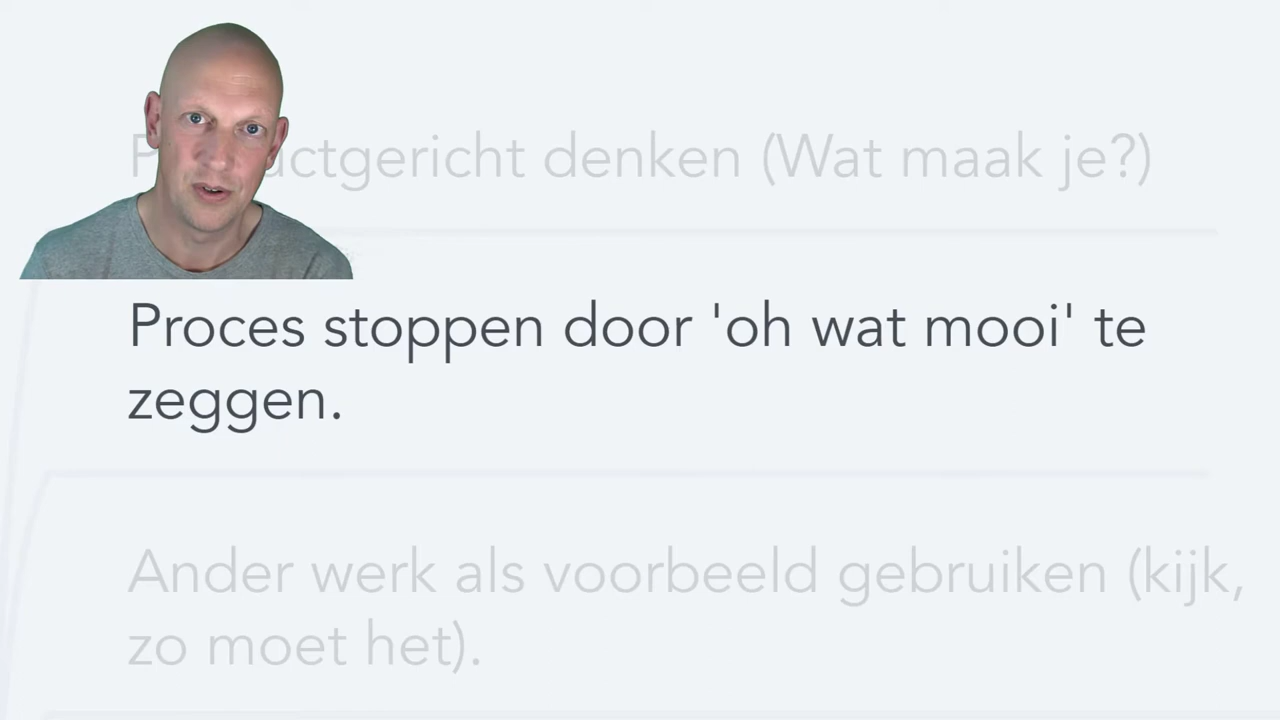 P ctgericht denken (Wat maak je?)
Proces stoppen door 'oh wat mooi' te
zeggen.
Ander werk als voorbeeld gebruiken (kijk,
zo moet het).